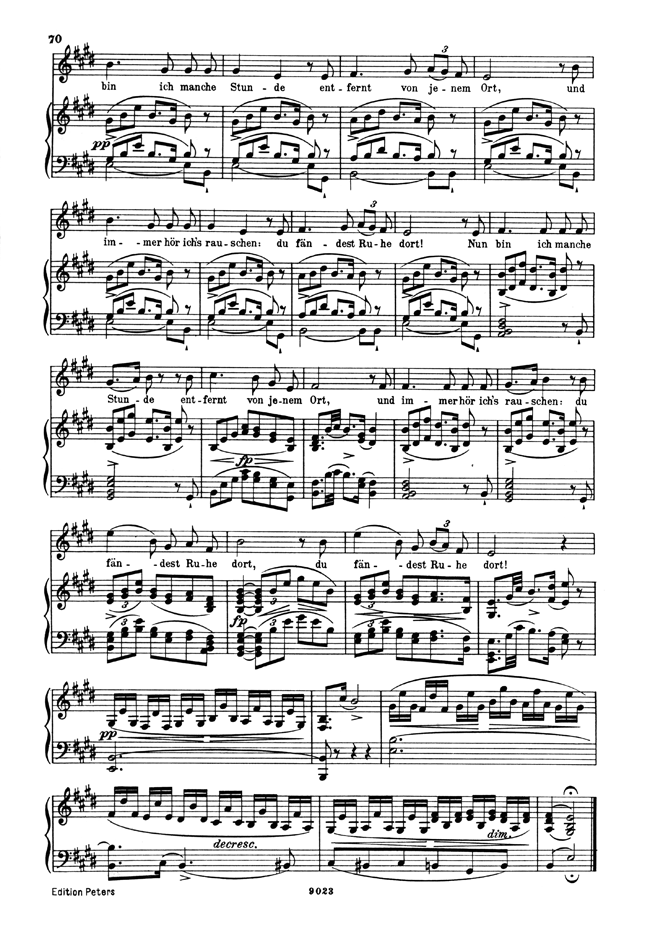 70
bin ich manche Stun-de ent-fernt von je-nem Ort, und
pp
im--mer hör ich's rau-schen: du fän-dest Ru-he dort! Nun bin ich manche
Stun-de ent-fernt von je-nem Ort, und im--mer hör ich's rau-schen: du
fp
fän--dest Ru-he dort, du fän--dest Ru-he dort!
fp
pp
decresc. dim.
Edition Peters 9023